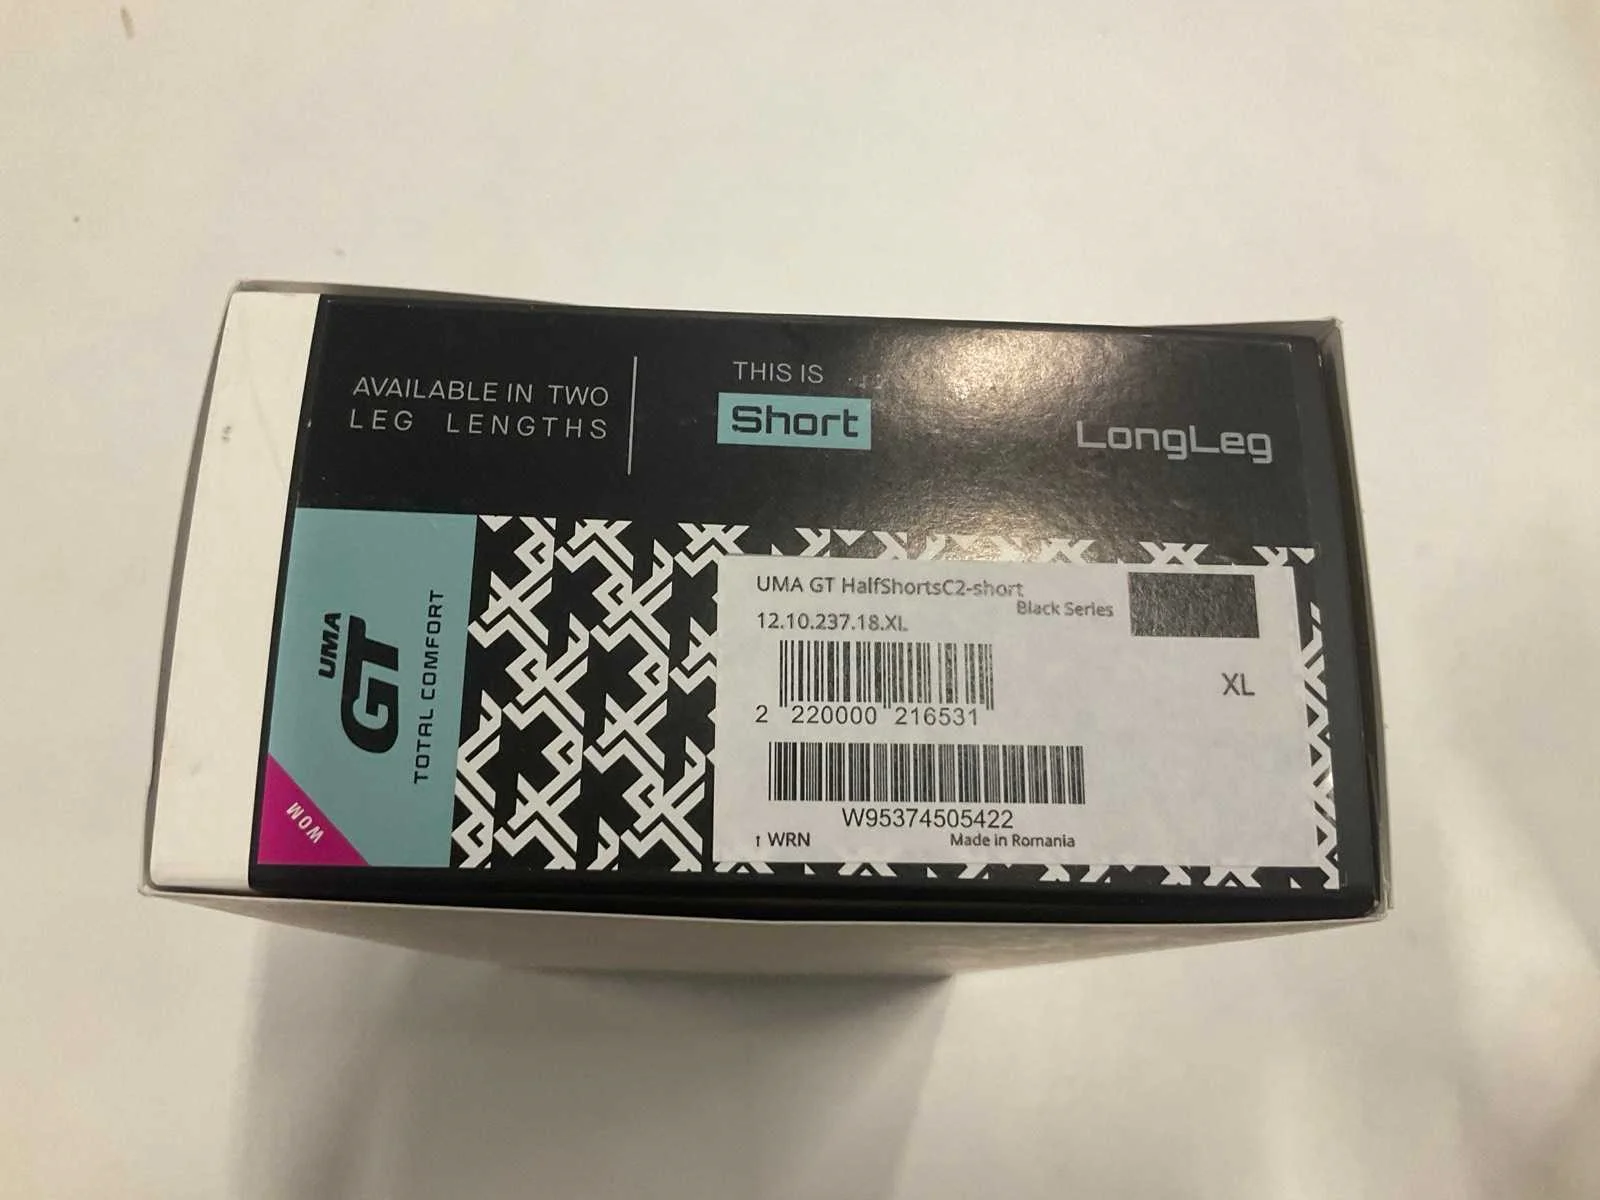 AVAILABLE IN TWO
LEG LENGTHS
THIS IS
Short
LongLeg
UMA
GT
TOTAL COMFORT
WOM
UMA GT HalfShortsC2-short
Black Series
12.10.237.18.XL
XL
2 220000 216531
W95374505422
↑ WRN
Made in Romania